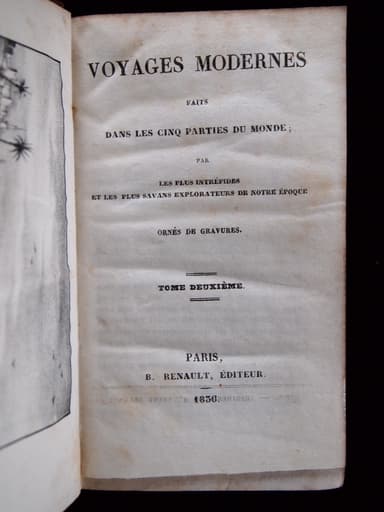 VOYAGES MODERNES
FAITS
DANS LES CINQ PARTIES DU MONDE;
PAR
LES PLUS INTRÉPIDES
ET LES PLUS SAVANS EXPLORATEURS DE NOTRE ÉPOQUE
ORNÉS DE GRAVURES.
TOME DEUXIÈME.
PARIS,
B. RENAULT, ÉDITEUR.
1836.